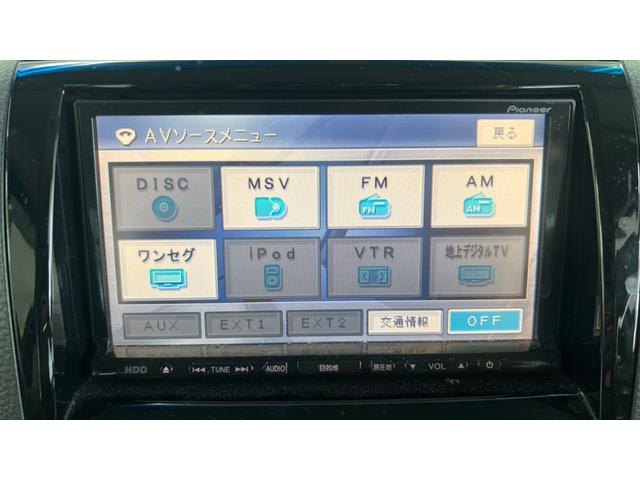 Pioneer
AVソースメニュー 戻る
DISC MSV FM AM
FM AM
ワンセグ iPod VTR 地上デジタルTV
AUX EXT1 EXT2 交通情報 OFF
HDD TUNE AUDIO 目的地 現在地 VOL